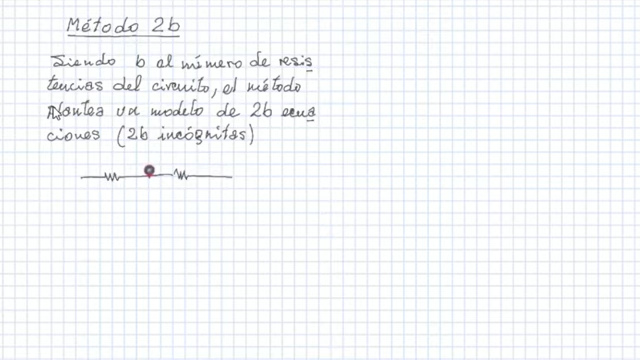 Método 2b
Siendo b al número de resis
tencias del circuito, el método
plantea un modelo de 2b ecua
ciones (2b incógnitas)